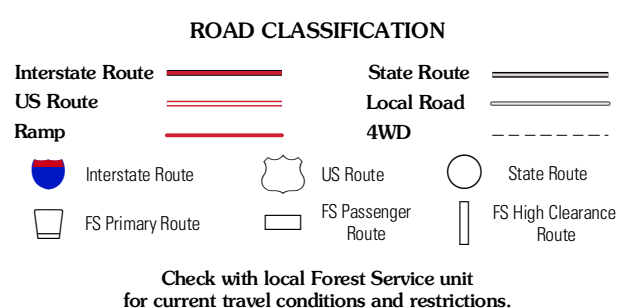 ROAD CLASSIFICATION
Interstate Route
State Route
US Route
Local Road
Ramp
4WD
Interstate Route
US Route
State Route
FS Primary Route
FS Passenger
Route
FS High Clearance
Route
Check with local Forest Service unit
for current travel conditions and restrictions.